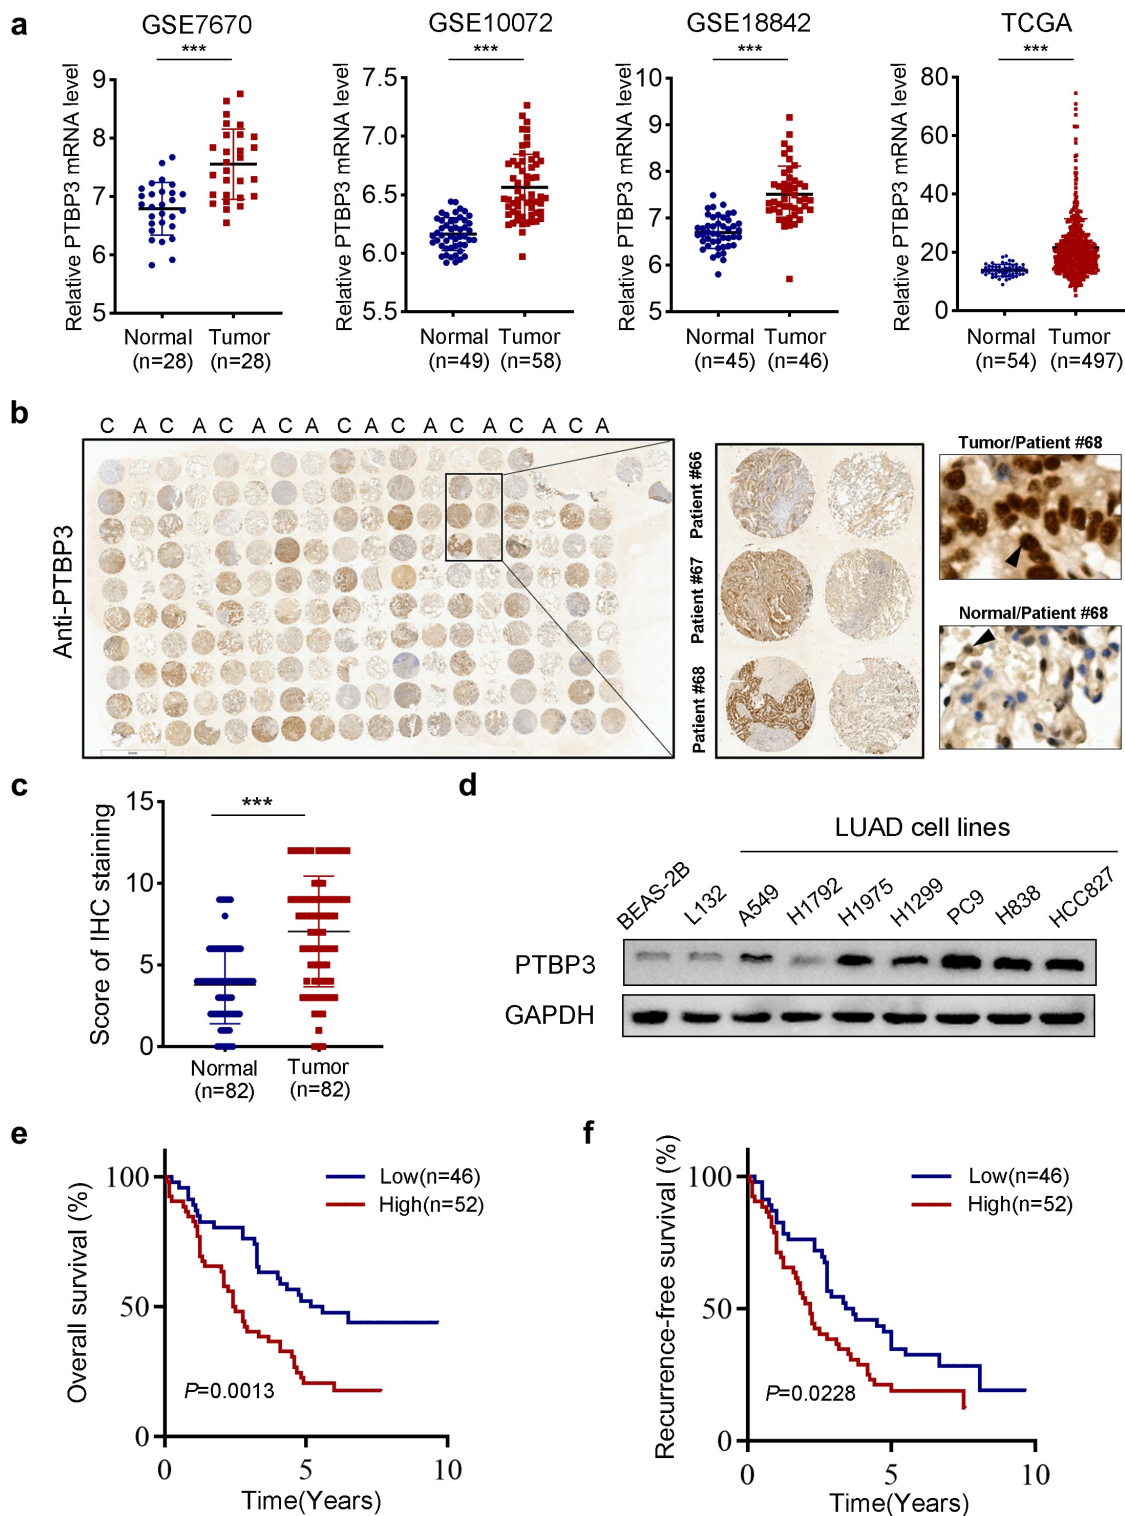 a
GSE7670
GSE10072
GSE18842
TCGA
***
***
***
***
Relative PTBP3 mRNA level
9
8
7
6
5
Normal
(n=28)
Tumor
(n=28)
Relative PTBP3 mRNA level
7.5
7.0
6.5
6.0
5.5
Normal
(n=49)
Tumor
(n=58)
Relative PTBP3 mRNA level
10
9
8
7
6
5
Normal
(n=45)
Tumor
(n=46)
Relative PTBP3 mRNA level
80
60
40
20
0
Normal
(n=54)
Tumor
(n=497)
b
C A C A C A C A C A C A C A C A C A
Anti-PTBP3
Patient #66
Patient #67
Patient #68
Tumor/Patient #68
Normal/Patient #68
c
***
Score of IHC staining
15
10
5
0
Normal
(n=82)
Tumor
(n=82)
d
LUAD cell lines
BEAS-2B
L132
A549
H1792
H1975
H1299
PC9
H838
HCC827
PTBP3
GAPDH
e
Overall survival (%)
100
50
0
Low(n=46)
High(n=52)
P=0.0013
0 5 10
Time(Years)
f
Recurrence-free survival (%)
100
50
0
Low(n=46)
High(n=52)
P=0.0228
0 5 10
Time(Years)